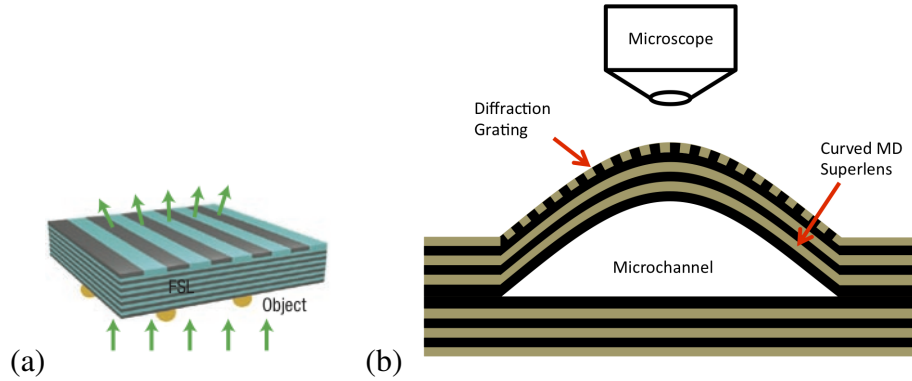 FSL
Object
(a)
Microscope
Diffraction
Grating
Curved MD
Superlens
Microchannel
(b)